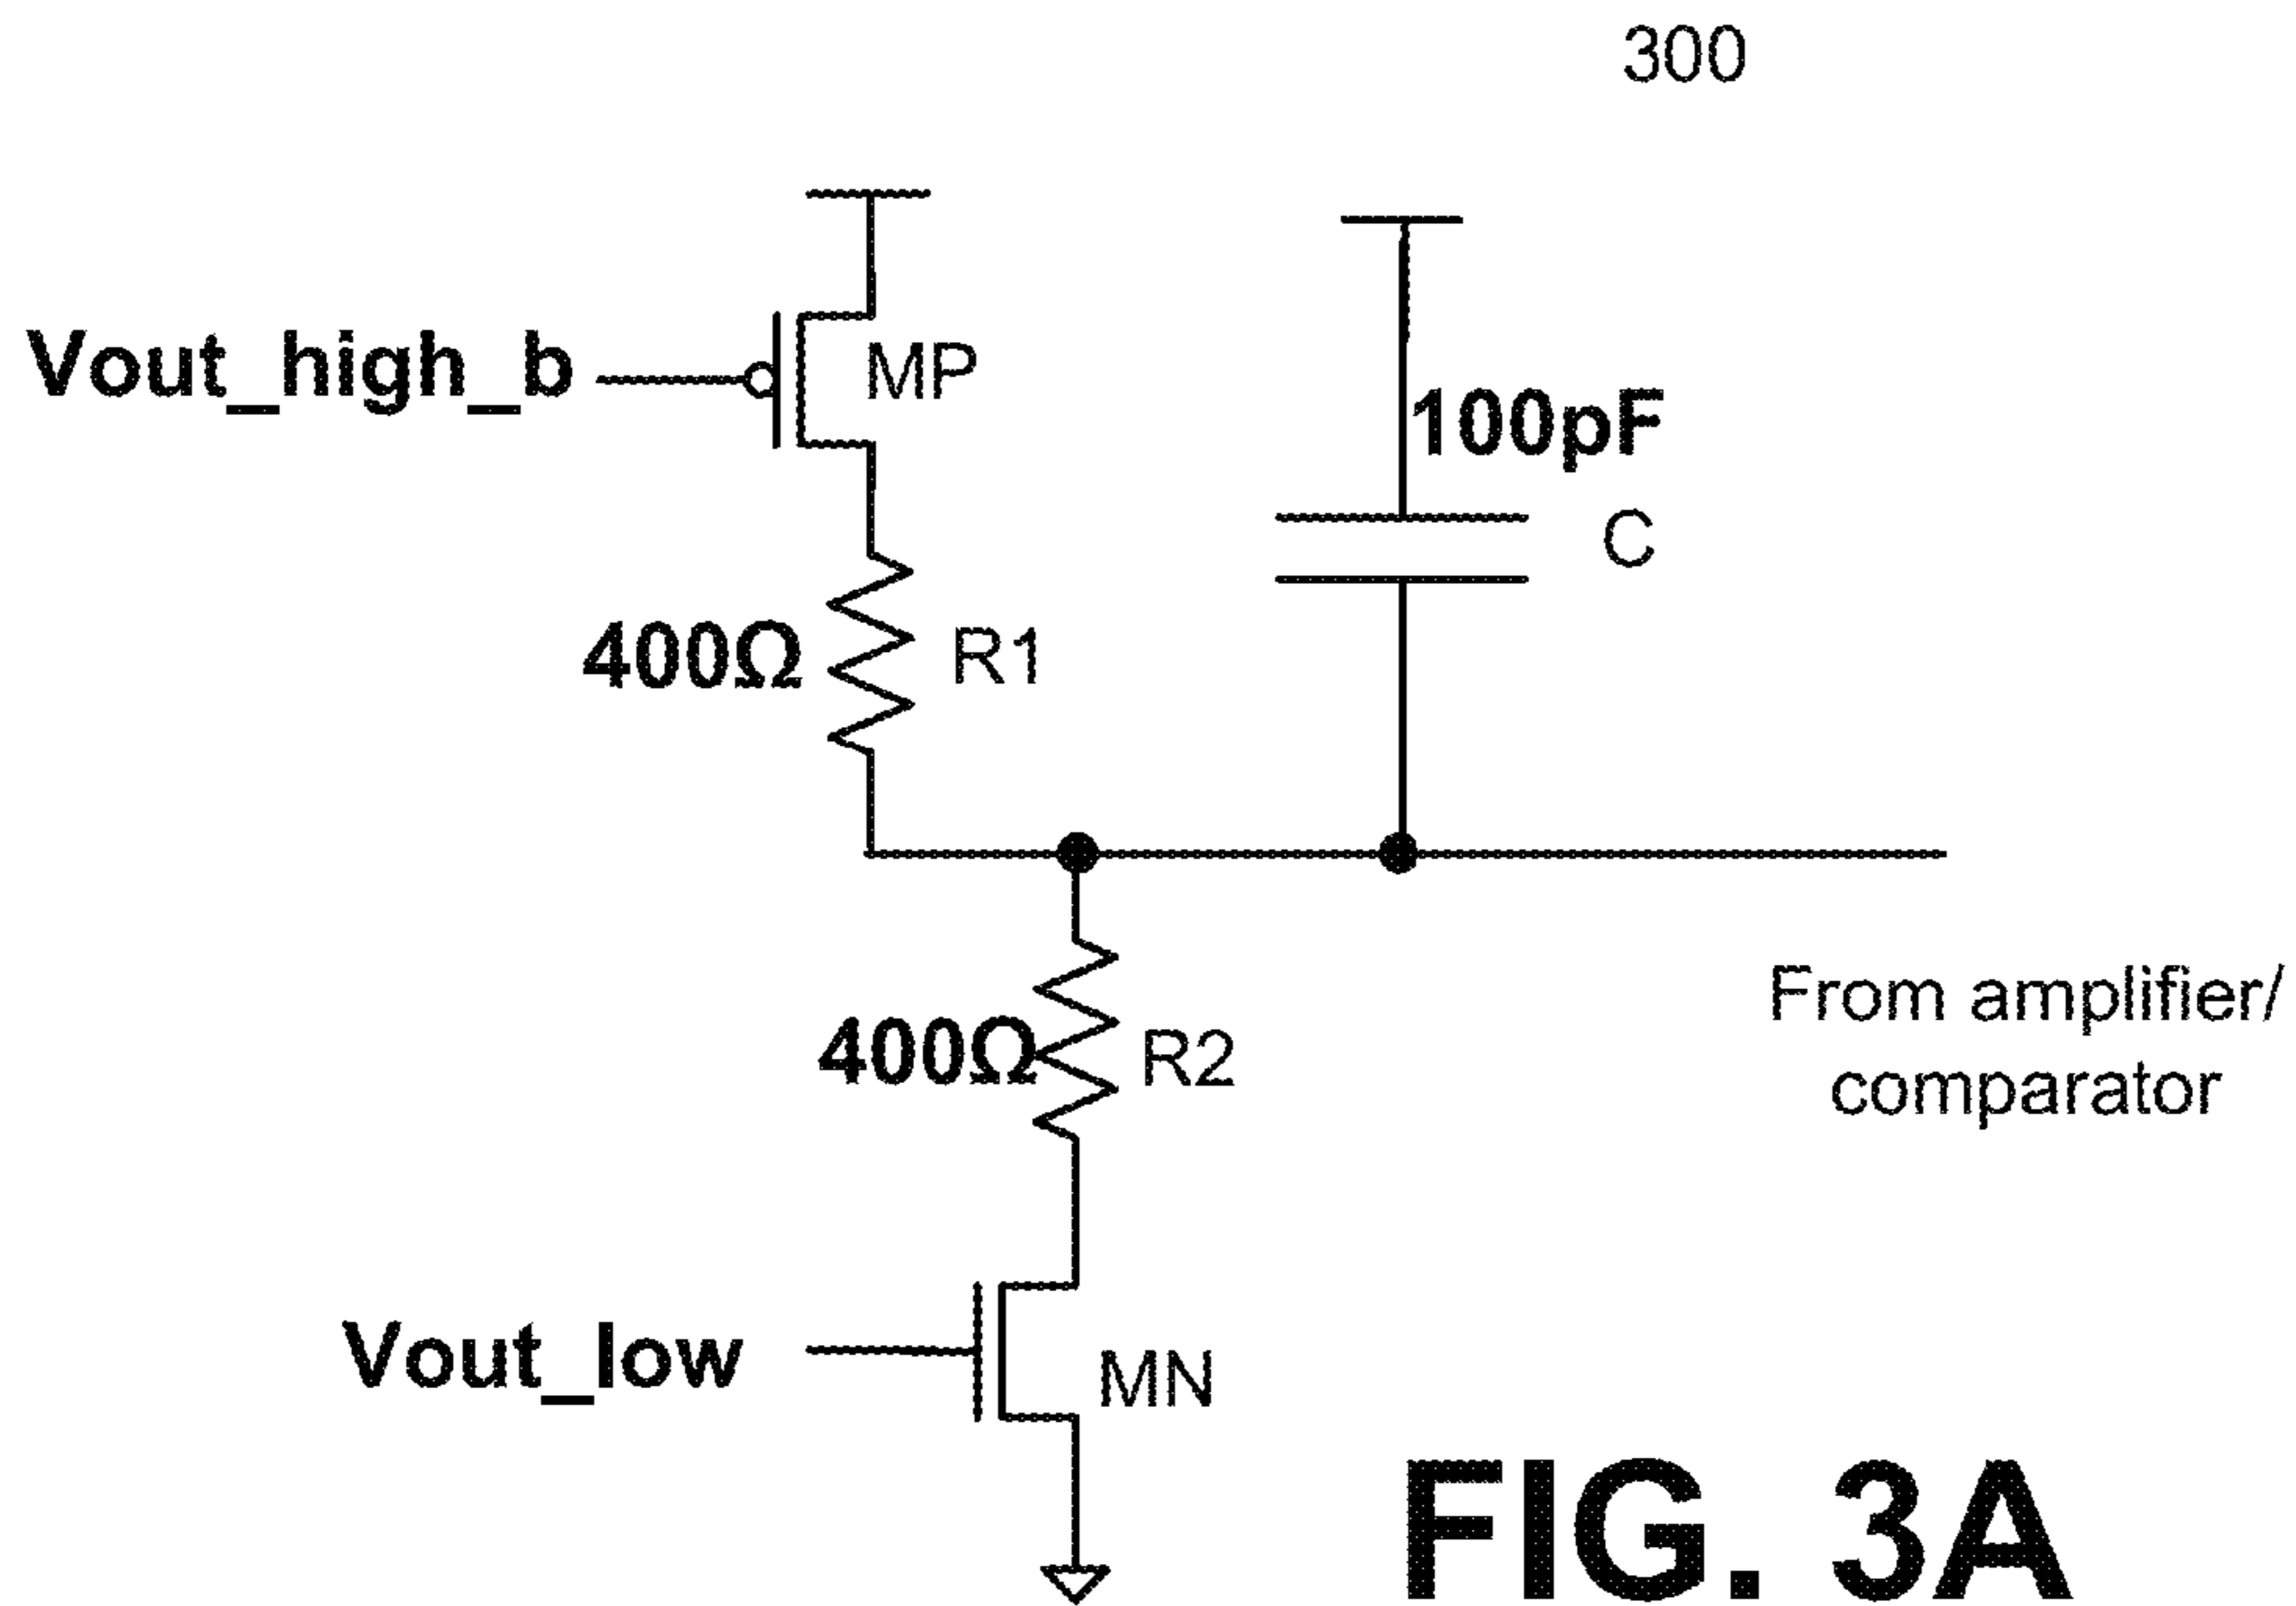 300
Vout_high_b
MP
100pF
C
400Ω
R1
From amplifier/
comparator
400Ω
R2
Vout_low
MN
FIG. 3A